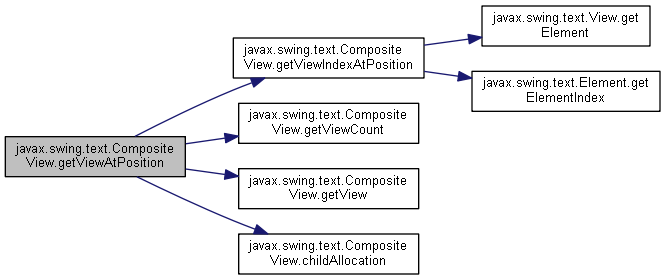 javax.swing.text.Composite
View.getViewAtPosition
javax.swing.text.Composite
View.getViewIndexAtPosition
javax.swing.text.View.get
Element
javax.swing.text.Element.get
ElementIndex
javax.swing.text.Composite
View.getViewCount
javax.swing.text.Composite
View.getView
javax.swing.text.Composite
View.childAllocation